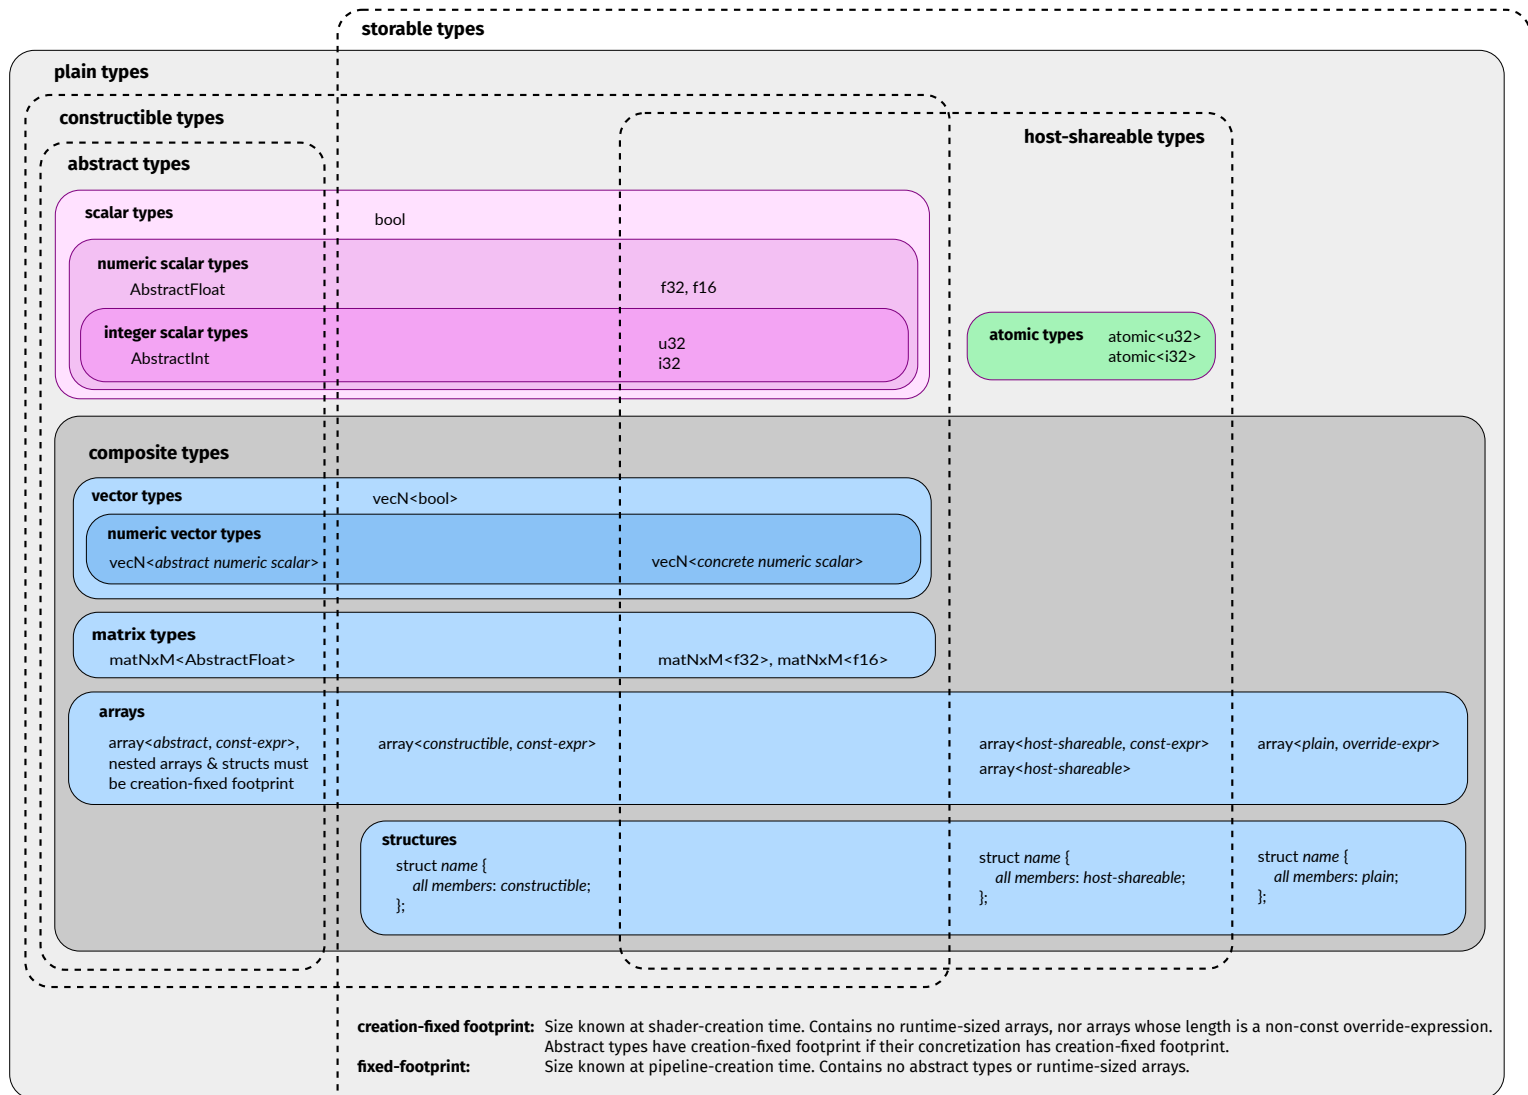 storable types
plain types
constructible types
host-shareable types
abstract types
scalar types
bool
numeric scalar types
AbstractFloat
f32, f16
integer scalar types
AbstractInt
u32
i32
atomic types
atomic<u32>
atomic<i32>
composite types
vector types
vecN<bool>
numeric vector types
vecN<abstract numeric scalar>
vecN<concrete numeric scalar>
matrix types
matNxM<AbstractFloat>
matNxM<f32>, matNxM<f16>
arrays
array<abstract, const-expr>,
nested arrays & structs must
be creation-fixed footprint
array<constructible, const-expr>
array<host-shareable, const-expr>
array<host-shareable>
array<plain, override-expr>
structures
struct name {
all members: constructible;
};
struct name {
all members: host-shareable;
};
struct name {
all members: plain;
};
creation-fixed footprint: Size known at shader-creation time. Contains no runtime-sized arrays, nor arrays whose length is a non-const override-expression.
Abstract types have creation-fixed footprint if their concretization has creation-fixed footprint.
fixed-footprint: Size known at pipeline-creation time. Contains no abstract types or runtime-sized arrays.